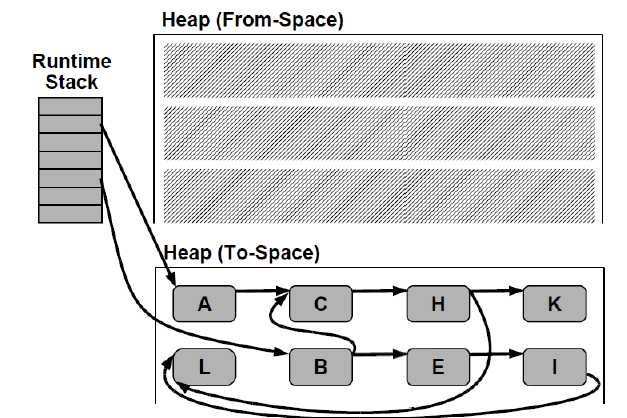 Heap (From-Space)
Runtime
Stack
Heap (To-Space)
A C H K
L B E I